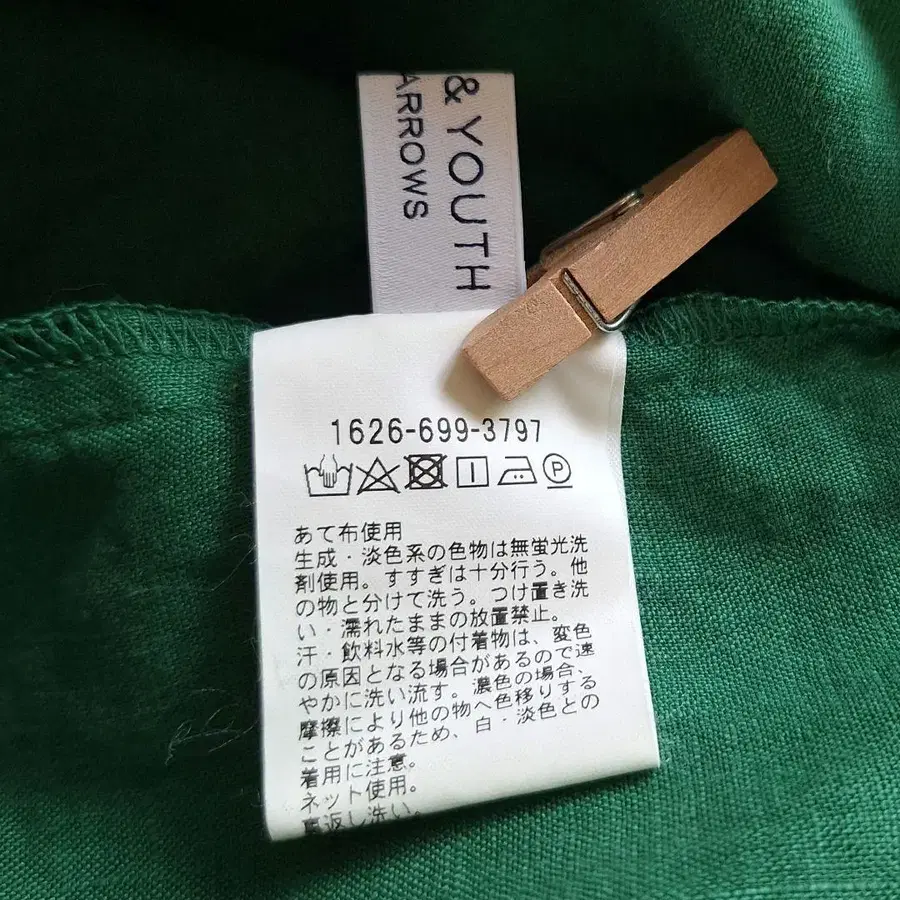 & YOUTH
ARROWS
1626-699-3797
あて布使用
生成・淡色系の色物は無蛍光洗
剤使用。すすぎは十分行う。他
の物と分けて洗う。つけ置き洗
い・濡れたままの放置禁止。
汗・飲料水等の付着物は、変色
の原因となる場合があるので速
やかに洗い流す。濃色の場合、
摩擦により他の物へ色移りする
ことがあるため、白・淡色との
着用に注意。
ネット使用。
裏返し洗い。